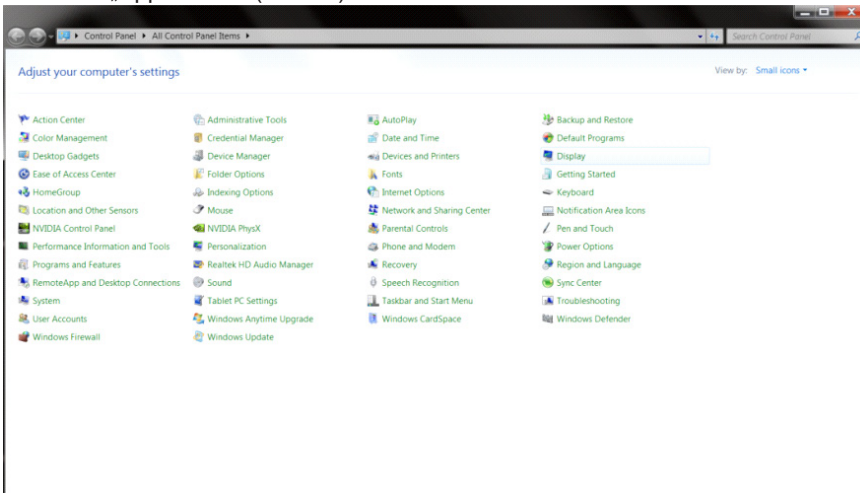 Control Panel ▸ All Control Panel Items ▸ Search Control Panel
Adjust your computer's settings View by: Small icons
Action Center Administrative Tools AutoPlay Backup and Restore
Color Management Credential Manager Date and Time Default Programs
Desktop Gadgets Device Manager Devices and Printers Display
Ease of Access Center Folder Options Fonts Getting Started
HomeGroup Indexing Options Internet Options Keyboard
Location and Other Sensors Mouse Network and Sharing Center Notification Area Icons
NVIDIA Control Panel NVIDIA PhysX Parental Controls Pen and Touch
Performance Information and Tools Personalization Phone and Modem Power Options
Programs and Features Realtek HD Audio Manager Recovery Region and Language
RemoteApp and Desktop Connections Sound Speech Recognition Sync Center
System Tablet PC Settings Taskbar and Start Menu Troubleshooting
User Accounts Windows Anytime Upgrade Windows CardSpace Windows Defender
Windows Firewall Windows Update